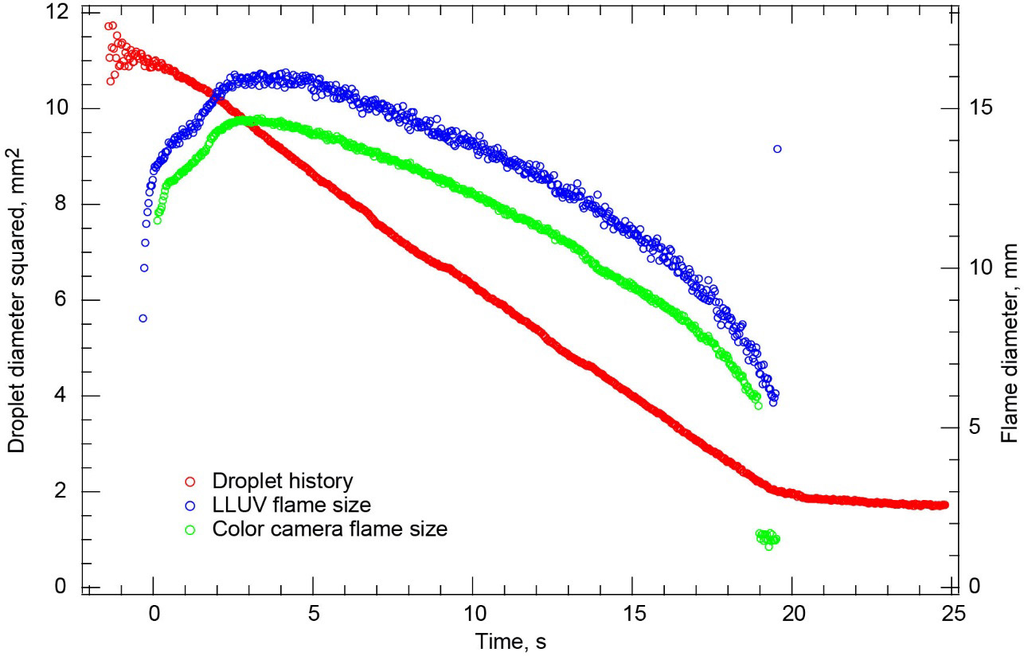 12
10
8
6
4
2
0
Droplet diameter squared, mm2
15
10
5
0
Flame diameter, mm
Droplet history
LLUV flame size
Color camera flame size
0 5 10 15 20 25
Time, s